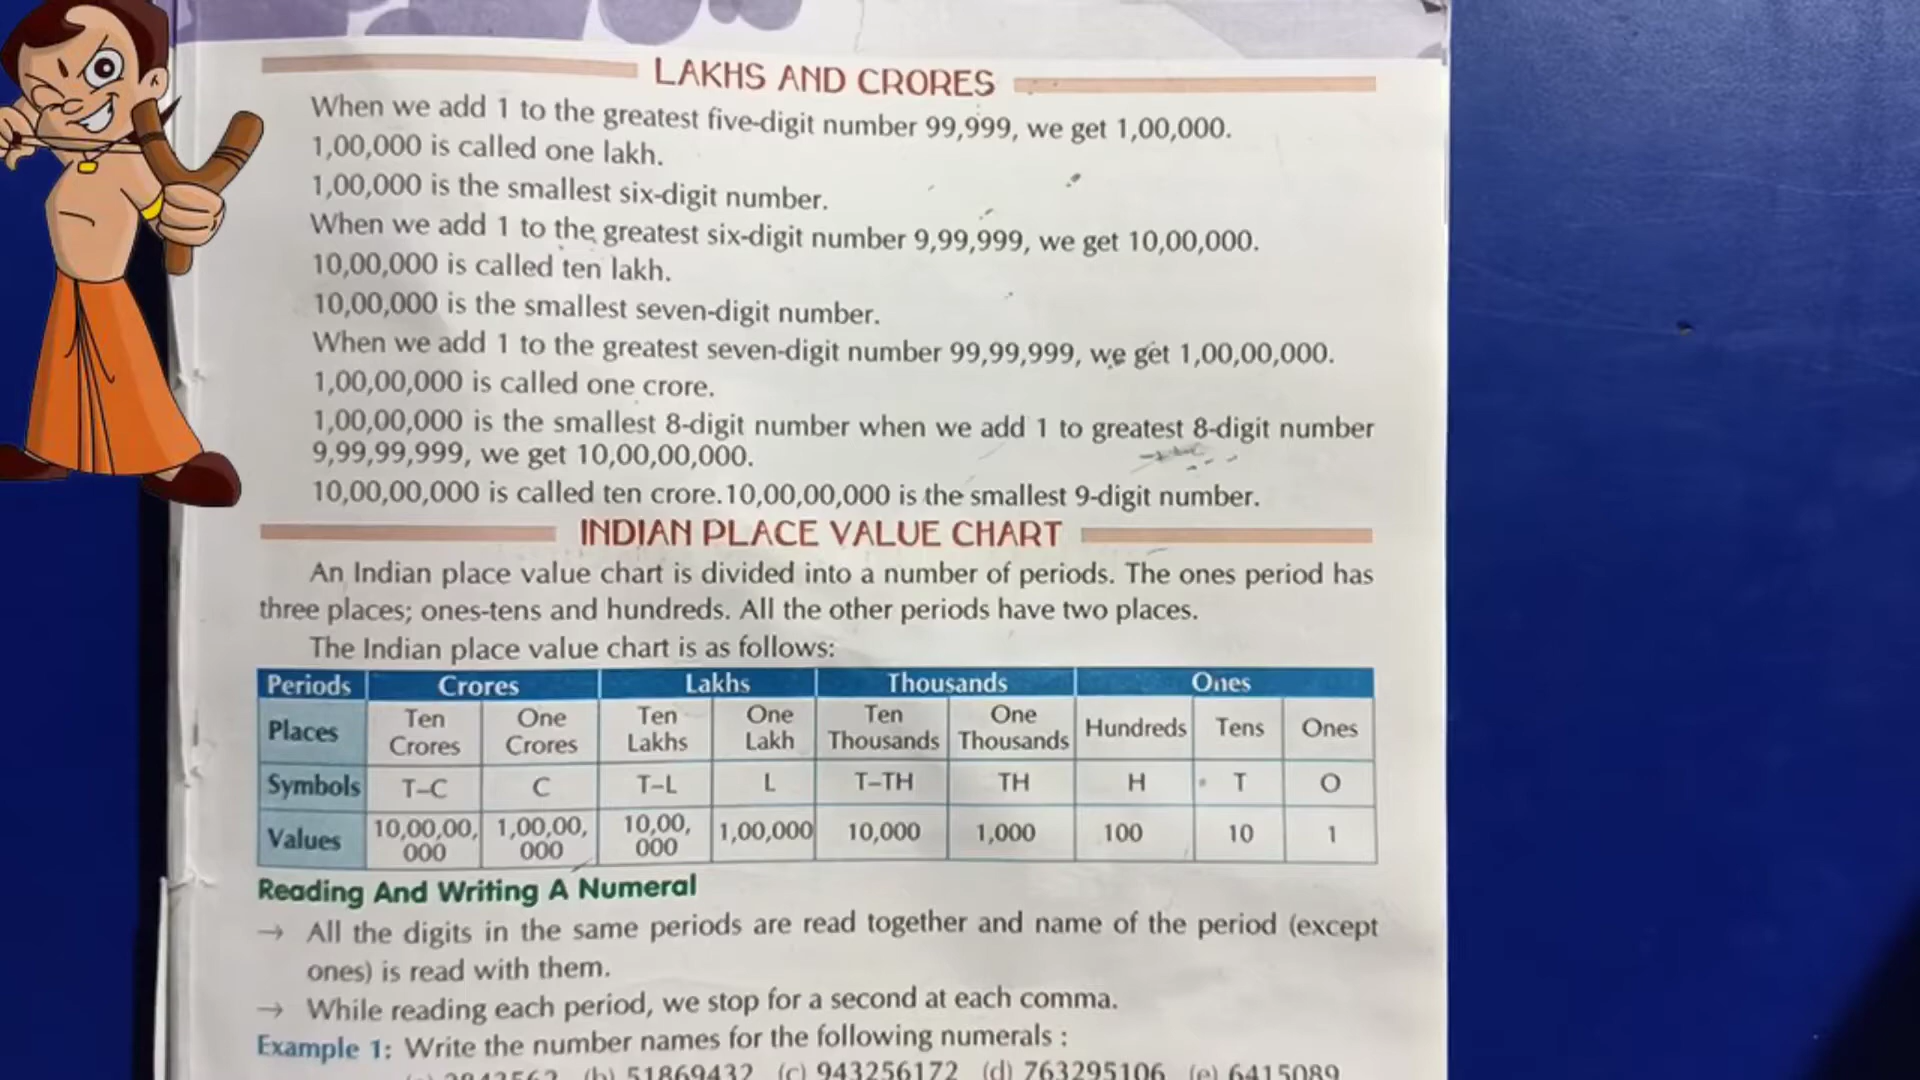 LAKHS AND CRORES
When we add 1 to the greatest five-digit number 99,999, we get 1,00,000.
1,00,000 is called one lakh.
1,00,000 is the smallest six-digit number.
When we add 1 to the greatest six-digit number 9,99,999, we get 10,00,000.
10,00,000 is called ten lakh.
10,00,000 is the smallest seven-digit number.
When we add 1 to the greatest seven-digit number 99,99,999, we get 1,00,00,000.
1,00,00,000 is called one crore.
1,00,00,000 is the smallest 8-digit number when we add 1 to greatest 8-digit number
9,99,99,999, we get 10,00,00,000.
10,00,00,000 is called ten crore.10,00,00,000 is the smallest 9-digit number.
INDIAN PLACE VALUE CHART
An Indian place value chart is divided into a number of periods. The ones period has
three places; ones-tens and hundreds. All the other periods have two places.
The Indian place value chart is as follows:
Periods Crores Lakhs Thousands Ones
Places Ten Crores One Crores Ten Lakhs One Lakh Ten Thousands One Thousands Hundreds Tens Ones
Symbols T–C C T–L L T–TH TH H T O
Values 10,00,00,000 1,00,00,000 10,00,000 1,00,000 10,000 1,000 100 10 1
Reading And Writing A Numeral
→ All the digits in the same periods are read together and name of the period (except
ones) is read with them.
→ While reading each period, we stop for a second at each comma.
Example 1: Write the number names for the following numerals :
(b) 51869432 (c) 943256172 (d) 763295106 (e) 6415089